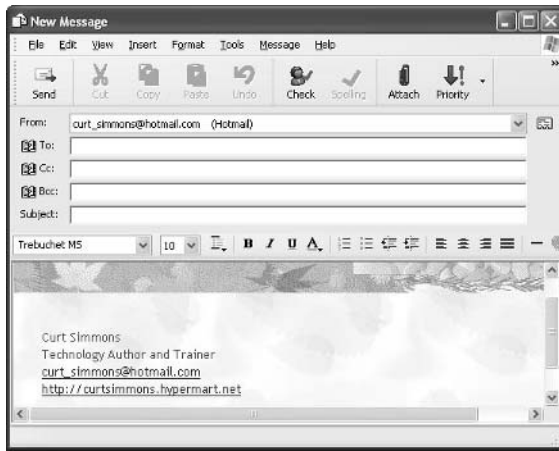 New Message
File Edit View Insert Format Tools Message Help
Send Cut Copy Paste Undo Check Spelling Attach Priority
From: curt_simmons@hotmail.com (Hotmail)
To:
Cc:
Bcc:
Subject:
Trebuchet MS 10 B I U A
Curt Simmons
Technology Author and Trainer
curt_simmons@hotmail.com
http://curtsimmons.hypermart.net